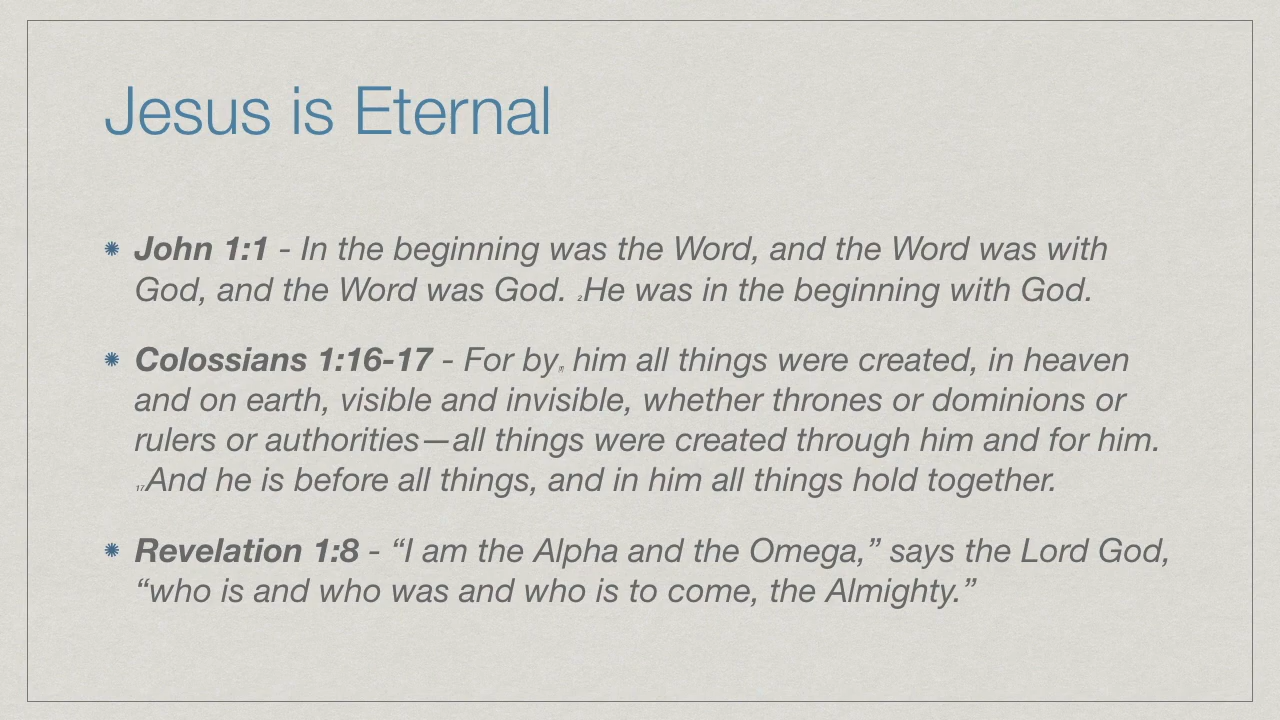 Jesus is Eternal
John 1:1 - In the beginning was the Word, and the Word was with
God, and the Word was God. 2He was in the beginning with God.
Colossians 1:16-17 - For by, him all things were created, in heaven
and on earth, visible and invisible, whether thrones or dominions or
rulers or authorities—all things were created through him and for him.
17And he is before all things, and in him all things hold together.
Revelation 1:8 - “I am the Alpha and the Omega,” says the Lord God,
“who is and who was and who is to come, the Almighty.”